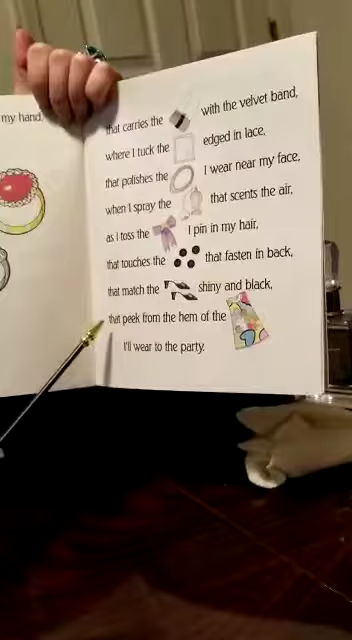 my hand.
that carries the with the velvet band,
where I tuck the edged in lace,
that polishes the I wear near my face,
when I spray the that scents the air,
as I toss the I pin in my hair,
that touches the that fasten in back,
that match the shiny and black,
that peek from the hem of the
I'll wear to the party.